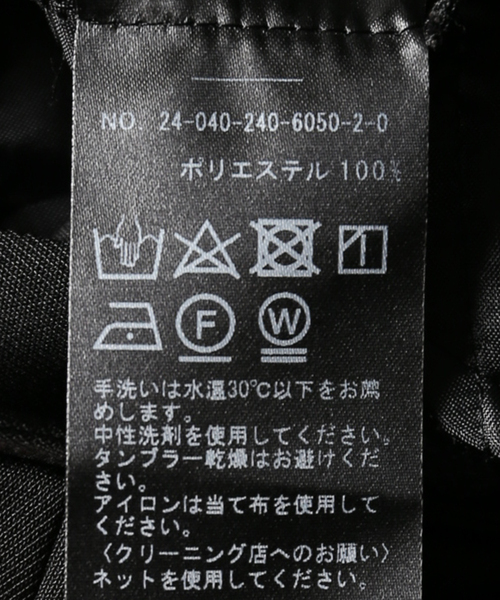 NO. 24-040-240-6050-2-0
ポリエステル 100%
F
W
手洗いは水温30℃以下をお薦
めします。
中性洗剤を使用してください。
タンブラー乾燥はお避けくだ
さい。
アイロンは当て布を使用して
ください。
〈クリーニング店へのお願い〉
ネットを使用してください。